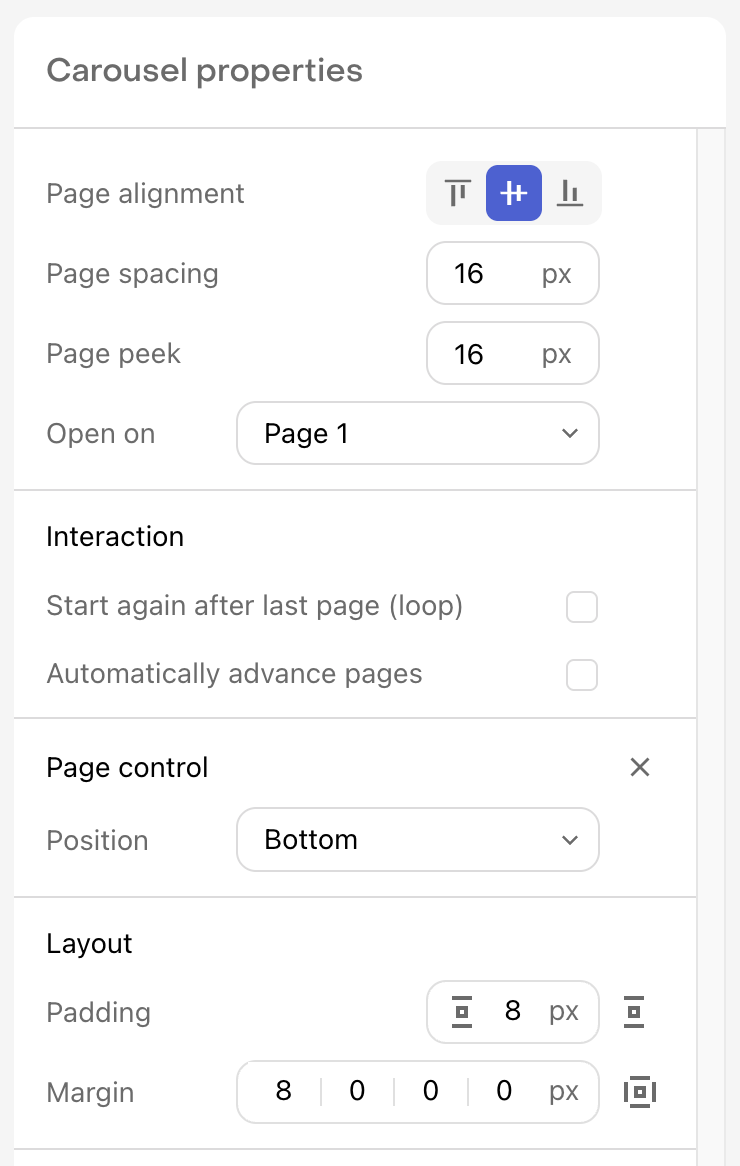 Carousel properties
Page alignment
Page spacing 16 px
Page peek 16 px
Open on Page 1
Interaction
Start again after last page (loop)
Automatically advance pages
Page control
Position Bottom
Layout
Padding 8 px
Margin 8 0 0 0 px